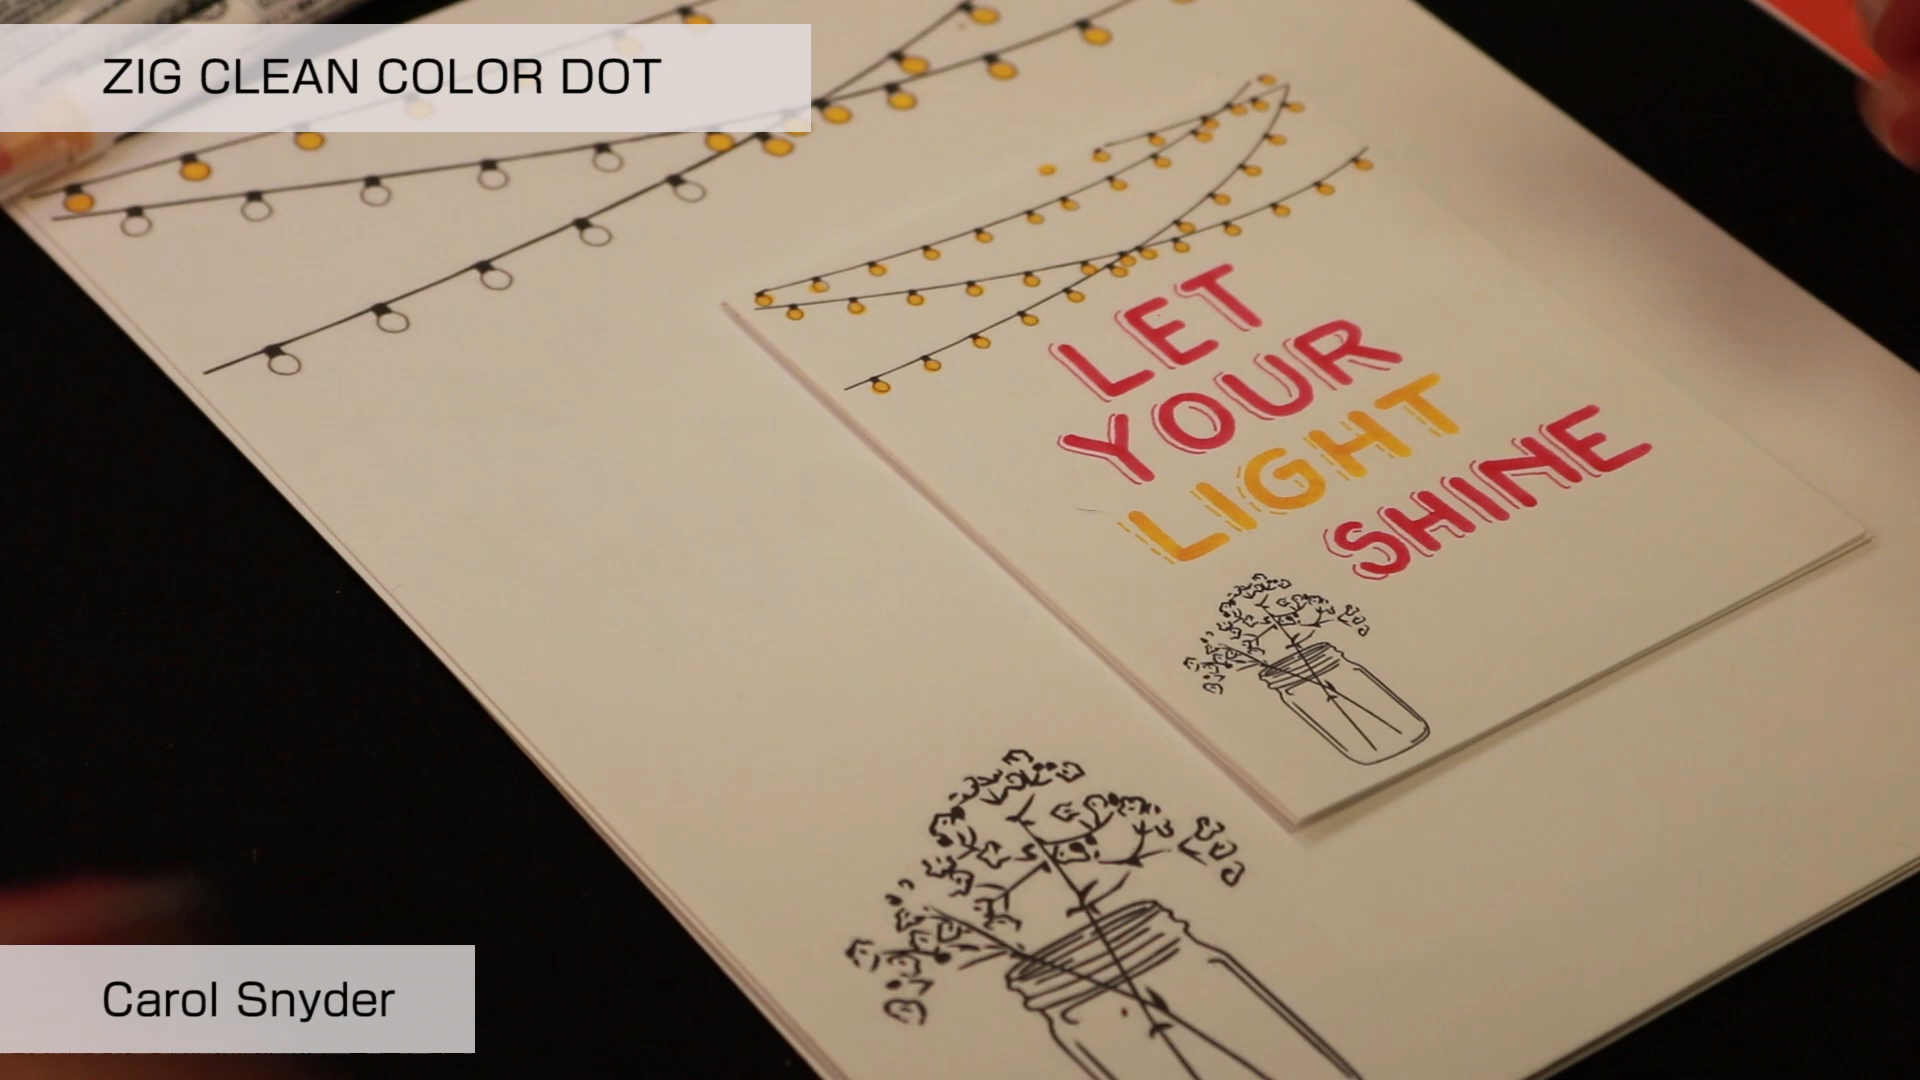 ZIG CLEAN COLOR DOT
LET
YOUR
LIGHT
SHINE
Carol Snyder